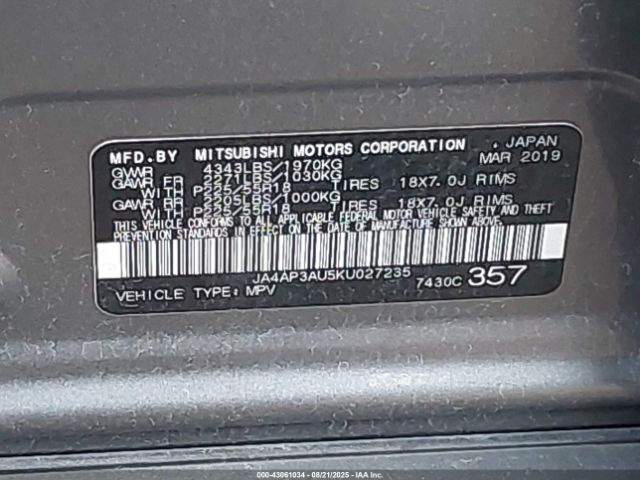 MFD.BY MITSUBISHI MOTORS CORPORATION JAPAN
GVWR 4343LBS/1970KG MAR 2019
GAWR FR 2271LBS/1030KG
WITH P225/55R18 TIRES 18X7.0J RIMS
GAWR RR 2205LBS/1000KG
WITH P225/55R18 TIRES 18X7.0J RIMS
THIS VEHICLE CONFORMS TO ALL APPLICABLE FEDERAL MOTOR VEHICLE SAFETY AND THEFT
PREVENTION STANDARDS IN EFFECT ON THE DATE OF MANUFACTURE SHOWN ABOVE.
JA4AP3AU5KU027235
VEHICLE TYPE: MPV 7430C 357
000-43061034 - 08/21/2025 - IAA Inc.